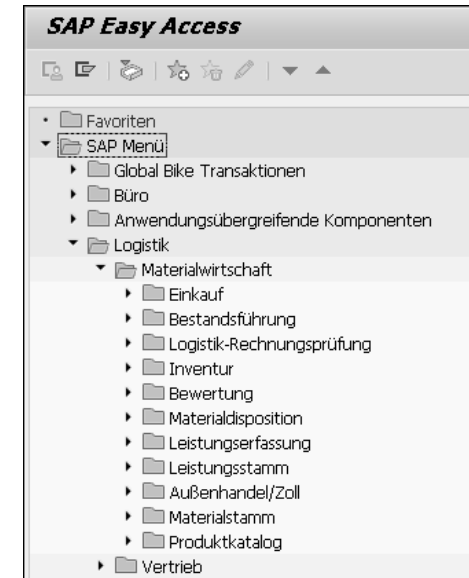 SAP Easy Access
Favoriten
SAP Menü
Global Bike Transaktionen
Büro
Anwendungsübergreifende Komponenten
Logistik
Materialwirtschaft
Einkauf
Bestandsführung
Logistik-Rechnungsprüfung
Inventur
Bewertung
Materialdisposition
Leistungserfassung
Leistungsstamm
Außenhandel/Zoll
Materialstamm
Produktkatalog
Vertrieb